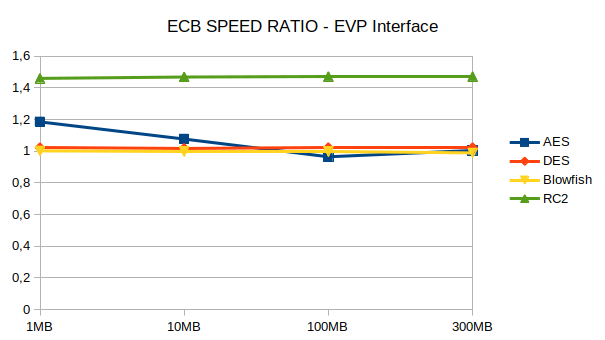 ECB SPEED RATIO - EVP Interface
1,6
1,4
1,2
1
0,8
0,6
0,4
0,2
0
1MB 10MB 100MB 300MB
AES
DES
Blowfish
RC2